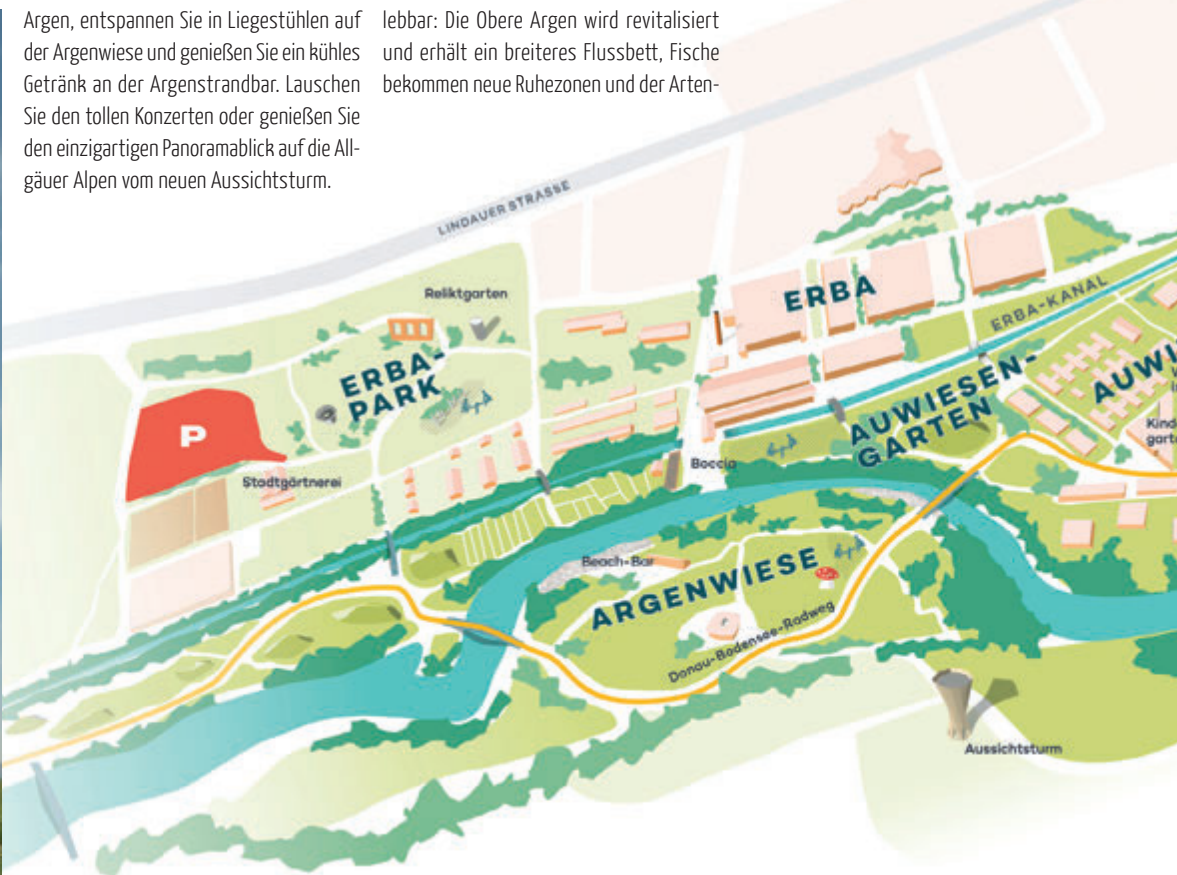 Argen, entspannen Sie in Liegestühlen auf
der Argenwiese und genießen Sie ein kühles
Getränk an der Argenstrandbar. Lauschen
Sie den tollen Konzerten oder genießen Sie
den einzigartigen Panoramablick auf die All-
gäuer Alpen vom neuen Aussichtsturm.
lebbar: Die Obere Argen wird revitalisiert
und erhält ein breiteres Flussbett, Fische
bekommen neue Ruhezonen und der Arten-
LINDAUER STRASSE
Reliktgarten
ERBA
ERBA-KANAL
ERBA-
PARK
P
Stadtgärtnerei
Boccia
AUWIESEN-
GARTEN
AUWI
Kinde
garte
Beach-Bar
ARGENWIESE
Donau-Bodensee-Radweg
Aussichtsturm